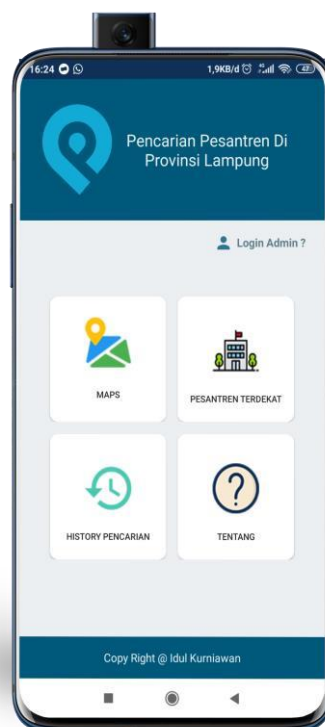 16:24
1,9KB/d
42
Pencarian Pesantren Di
Provinsi Lampung
Login Admin ?
MAPS
PESANTREN TERDEKAT
HISTORY PENCARIAN
TENTANG
Copy Right @ Idul Kurniawan